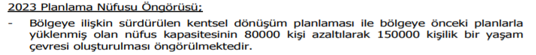 2023 Planlama Nüfusu Öngörüsü;
- Bölgeye ilişkin sürdürülen kentsel dönüşüm planlaması ile bölgeye önceki planlarla
yüklenmiş olan nüfus kapasitesinin 80000 kişi azaltılarak 150000 kişilik bir yaşam
çevresi oluşturulması öngörülmektedir.